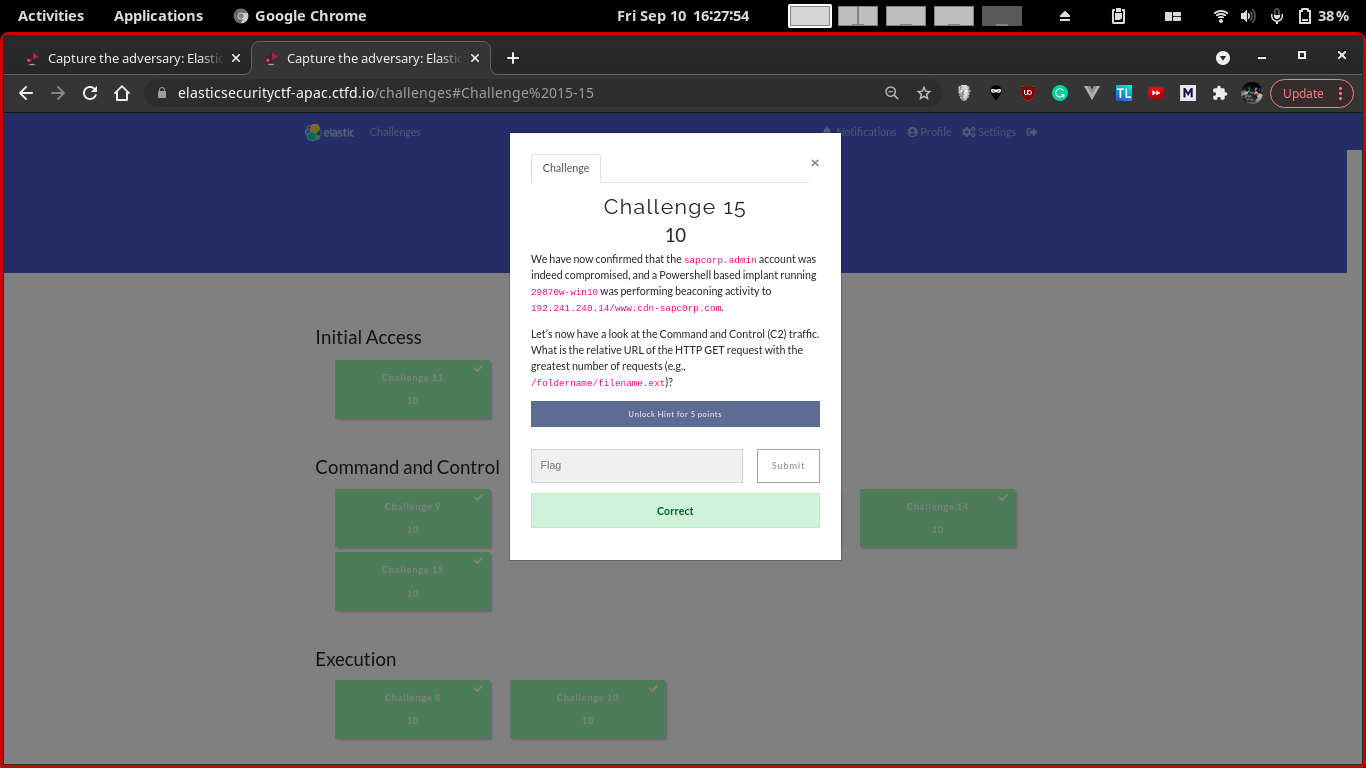 Activities Applications Google Chrome Fri Sep 10 16:27:54 38%
Capture the adversary: Elastic Capture the adversary: Elastic
elasticsecurityctf-apac.ctfd.io/challenges#Challenge%2015-15 UD TL M Update
elastic Challenges Notifications Profile Settings
Challenge
Challenge 15
10
We have now confirmed that the sapcorp.admin account was
indeed compromised, and a Powershell based implant running
29870w-win10 was performing beaconing activity to
192.241.240.14/www.cdn-sapc0rp.com.
Let's now have a look at the Command and Control (C2) traffic.
What is the relative URL of the HTTP GET request with the
greatest number of requests (e.g.,
/foldername/filename.ext)?
Unlock Hint for 5 points
Flag Submit
Correct
Initial Access
Challenge 11
10
Command and Control
Challenge 9
10
Challenge 14
10
Challenge 15
10
Execution
Challenge 8
10
Challenge 10
10